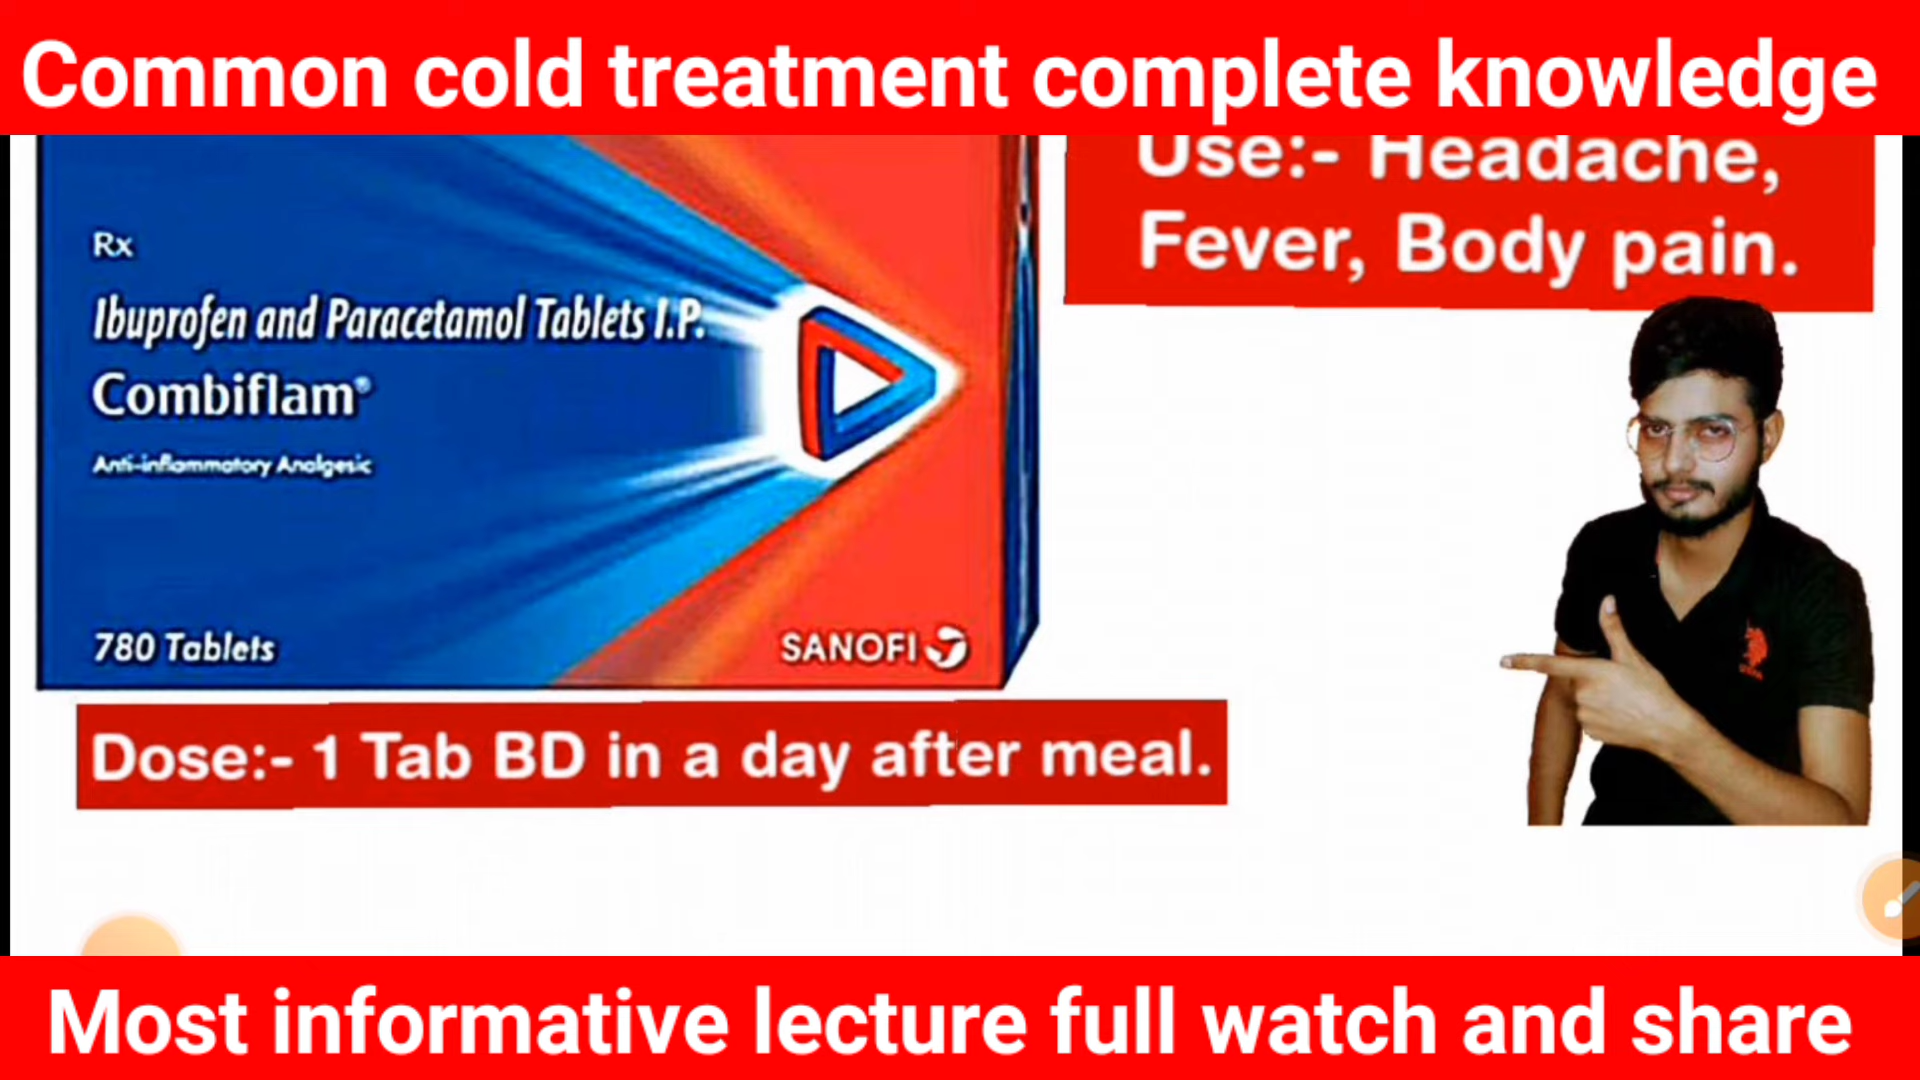 Common cold treatment complete knowledge
Use:- Headache,
Fever, Body pain.
Rx
Ibuprofen and Paracetamol Tablets I.P.
Combiflam®
Anti-inflammatory Analgesic
780 Tablets
SANOFI
Dose:- 1 Tab BD in a day after meal.
Most informative lecture full watch and share